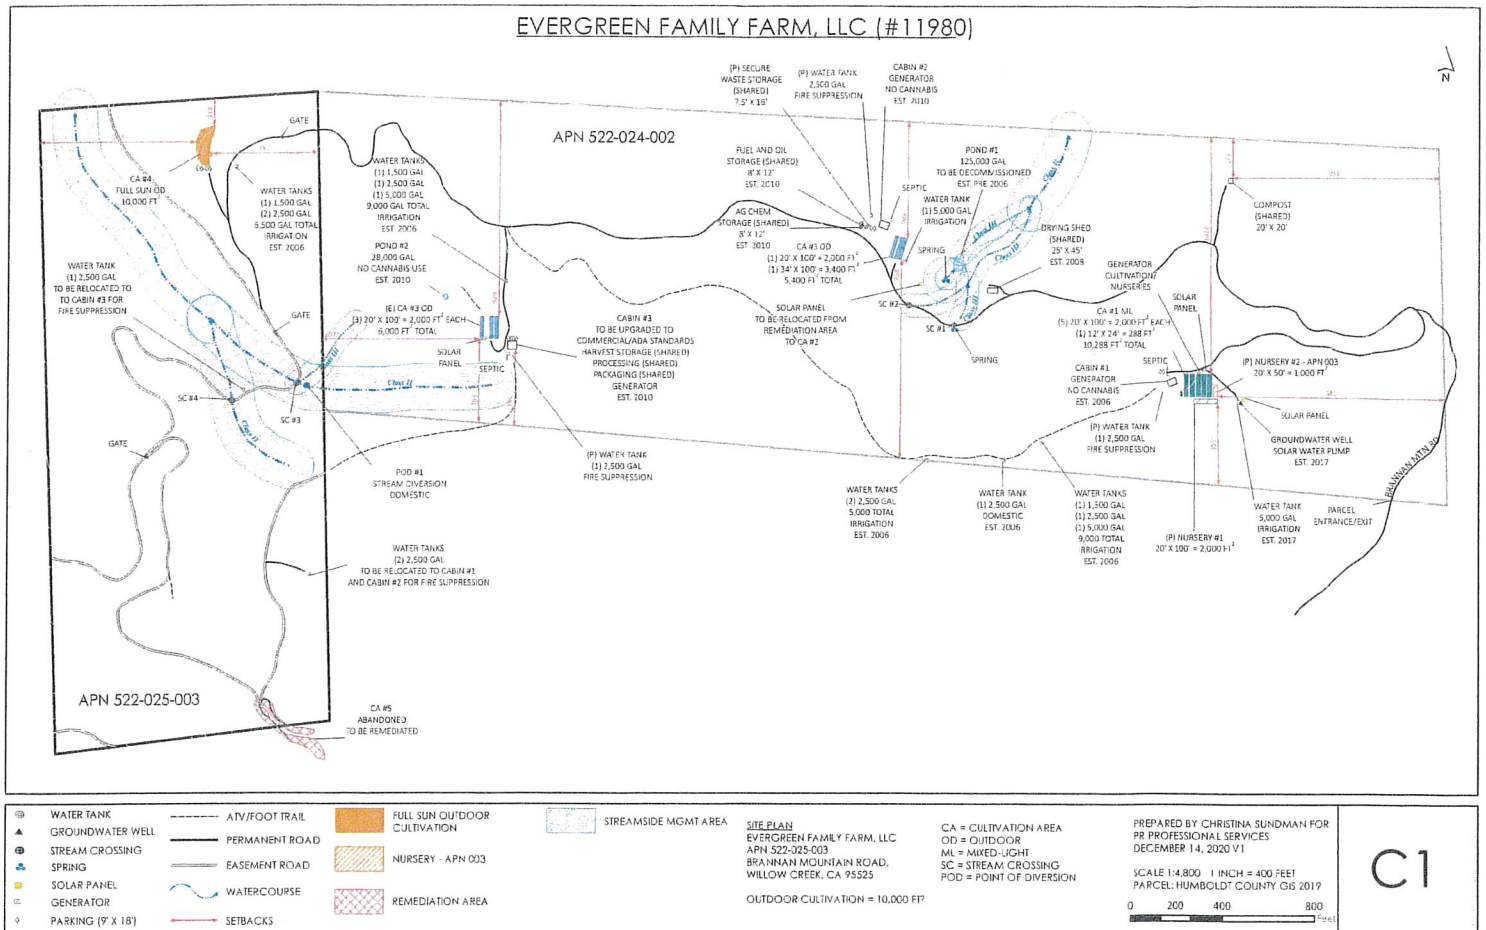 EVERGREEN FAMILY FARM, LLC (#11980)
N
APN 522-024-002
APN 522-025-003
GATE
CA #4
FULL SUN OD
10,000 FT²
WATER TANKS
(1) 1,500 GAL
(2) 2,500 GAL
6,500 GAL TOTAL
IRRIGATION
EST. 2006
WATER TANK
(1) 2,500 GAL
TO BE RELOCATED TO
TO CABIN #3 FOR
FIRE SUPPRESSION
GATE
SC #4
SC #3
Class II
Class III
Class II
GATE
POD #1
STREAM DIVERSION
DOMESTIC
WATER TANKS
(2) 2,500 GAL
TO BE RELOCATED TO CABIN #1
AND CABIN #2 FOR FIRE SUPPRESSION
CA #5
ABANDONED
TO BE REMEDIATED
WATER TANKS
(1) 1,500 GAL
(1) 2,500 GAL
(1) 5,000 GAL
9,000 GAL TOTAL
IRRIGATION
EST. 2006
POND #2
28,000 GAL
NO CANNABIS USE
EST. 2010
(E) CA #3 OD
(3) 20' X 100' = 2,000 FT² EACH
6,000 FT² TOTAL
SOLAR
PANEL
SEPTIC
CABIN #3
TO BE UPGRADED TO
COMMERCIAL/ADA STANDARDS
HARVEST STORAGE (SHARED)
PROCESSING (SHARED)
PACKAGING (SHARED)
GENERATOR
EST. 2010
(P) WATER TANK
(1) 2,500 GAL
FIRE SUPPRESSION
(P) SECURE
WASTE STORAGE
(SHARED)
7.5' X 16'
(P) WATER TANK
2,500 GAL
FIRE SUPPRESSION
CABIN #2
GENERATOR
NO CANNABIS
EST. 2010
FUEL AND OIL
STORAGE (SHARED)
8' X 12'
EST. 2010
AG CHEM
STORAGE (SHARED)
8' X 12'
EST. 2010
CA #3 OD
(1) 20' X 100' = 2,000 FT²
(1) 34' X 100' = 3,400 FT²
5,400 FT² TOTAL
SEPTIC
WATER TANK
(1) 5,000 GAL
IRRIGATION
POND #1
125,000 GAL
TO BE DECOMMISSIONED
EST. PRE 2006
SPRING
Class II
Class III
Class III
DRYING SHED
(SHARED)
25' X 45'
EST. 2009
SC #2
SC #1
SPRING
SOLAR PANEL
TO BE RELOCATED FROM
REMEDIATION AREA
TO CA #2
GENERATOR
CULTIVATION/
NURSERIES
SOLAR
PANEL
CA #1 ML
(5) 20' X 100' = 2,000 FT² EACH
(1) 12' X 24' = 288 FT²
10,288 FT² TOTAL
SEPTIC
CABIN #1
GENERATOR
NO CANNABIS
EST. 2006
COMPOST
(SHARED)
20' X 20'
(P) NURSERY #2 - APN 003
20' X 50' = 1,000 FT²
SOLAR PANEL
GROUNDWATER WELL
SOLAR WATER PUMP
EST. 2017
(P) WATER TANK
(1) 2,500 GAL
FIRE SUPPRESSION
BRANNAN MTN RD
WATER TANKS
(2) 2,500 GAL
5,000 TOTAL
IRRIGATION
EST. 2006
WATER TANK
(1) 2,500 GAL
DOMESTIC
EST. 2006
WATER TANKS
(1) 1,500 GAL
(1) 2,500 GAL
(1) 5,000 GAL
9,000 TOTAL
IRRIGATION
EST. 2006
(P) NURSERY #1
20' X 100' = 2,000 FT²
WATER TANK
5,000 GAL
IRRIGATION
EST. 2017
PARCEL
ENTRANCE/EXIT
WATER TANK
GROUNDWATER WELL
STREAM CROSSING
SPRING
SOLAR PANEL
GENERATOR
PARKING (9' X 18')
ATV/FOOT TRAIL
PERMANENT ROAD
EASEMENT ROAD
WATERCOURSE
SETBACKS
FULL SUN OUTDOOR
CULTIVATION
NURSERY - APN 003
REMEDIATION AREA
STREAMSIDE MGMT AREA
SITE PLAN
EVERGREEN FAMILY FARM, LLC
APN 522-025-003
BRANNAN MOUNTAIN ROAD,
WILLOW CREEK, CA 95525
OUTDOOR CULTIVATION = 10,000 FT²
CA = CULTIVATION AREA
OD = OUTDOOR
ML = MIXED-LIGHT
SC = STREAM CROSSING
POD = POINT OF DIVERSION
PREPARED BY CHRISTINA SUNDMAN FOR
PR PROFESSIONAL SERVICES
DECEMBER 14, 2020 V1
SCALE 1:4,800 1 INCH = 400 FEET
PARCEL: HUMBOLDT COUNTY GIS 2019
0 200 400 800
Feet
C1